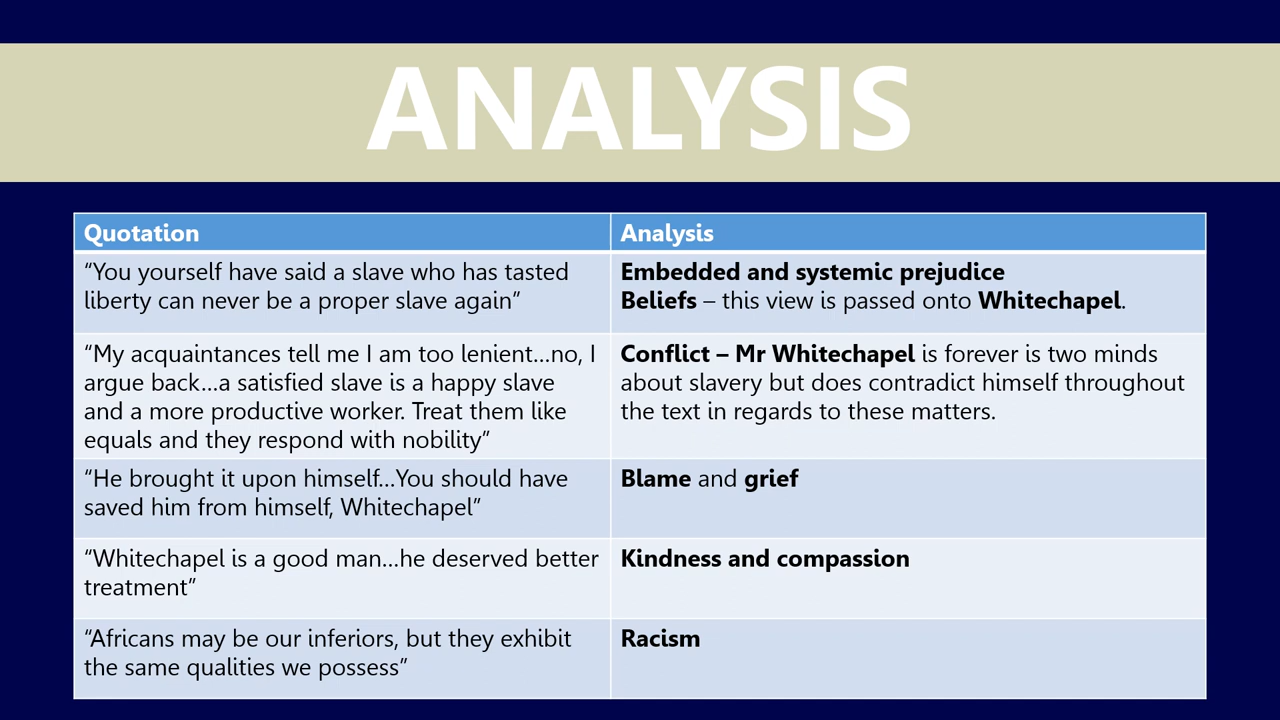 ANALYSIS
Quotation
Analysis
“You yourself have said a slave who has tasted
liberty can never be a proper slave again”
Embedded and systemic prejudice
Beliefs – this view is passed onto Whitechapel.
“My acquaintances tell me I am too lenient…no, I
argue back…a satisfied slave is a happy slave
and a more productive worker. Treat them like
equals and they respond with nobility”
Conflict – Mr Whitechapel is forever is two minds
about slavery but does contradict himself throughout
the text in regards to these matters.
“He brought it upon himself…You should have
saved him from himself, Whitechapel”
Blame and grief
“Whitechapel is a good man…he deserved better
treatment”
Kindness and compassion
“Africans may be our inferiors, but they exhibit
the same qualities we possess”
Racism